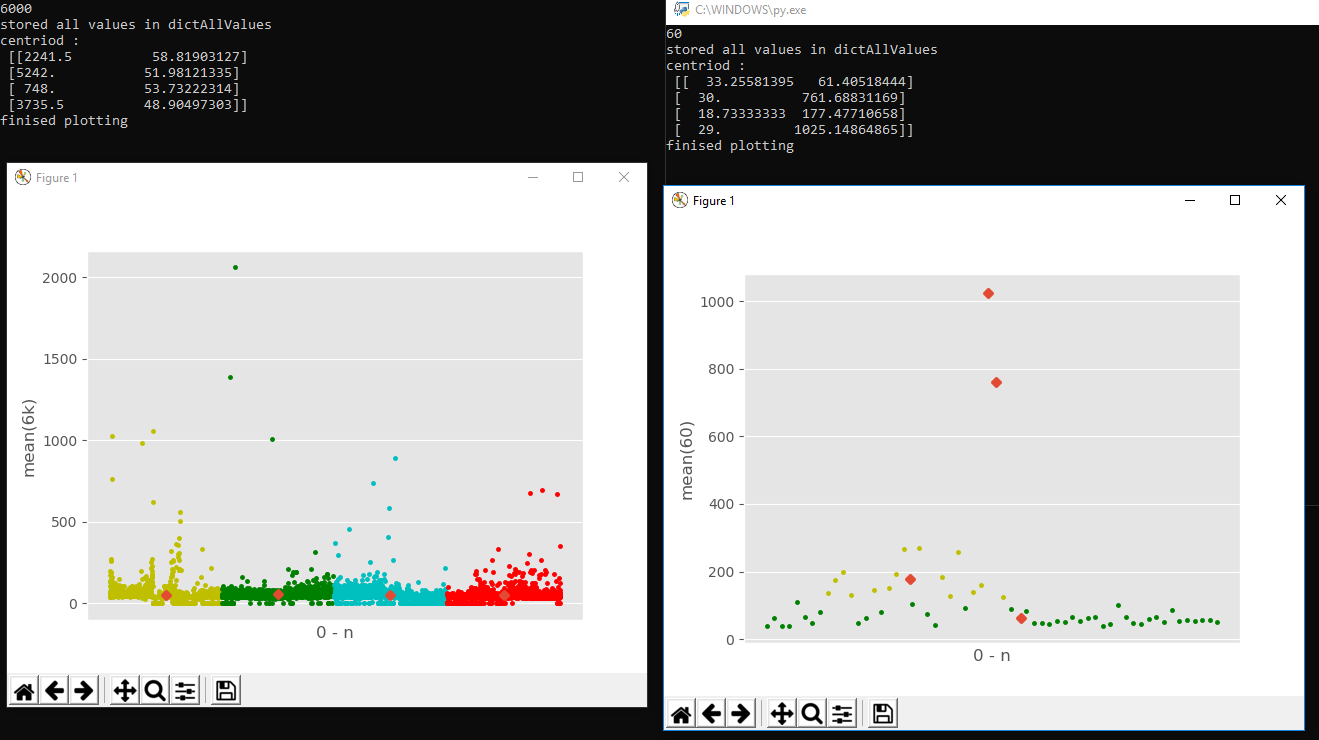 6000
stored all values in dictAllValues
centriod :
[[2241.5 58.81903127]
[5242. 51.98121335]
[ 748. 53.73222314]
[3735.5 48.90497303]]
finised plotting
Figure 1
2000
1500
1000
500
0
mean(6k)
0 - n
C:\WINDOWS\py.exe
60
stored all values in dictAllValues
centriod :
[[ 33.25581395 61.40518444]
[ 30. 761.68831169]
[ 18.73333333 177.47710658]
[ 29. 1025.14864865]]
finised plotting
Figure 1
1000
800
600
400
200
0
mean(60)
0 - n